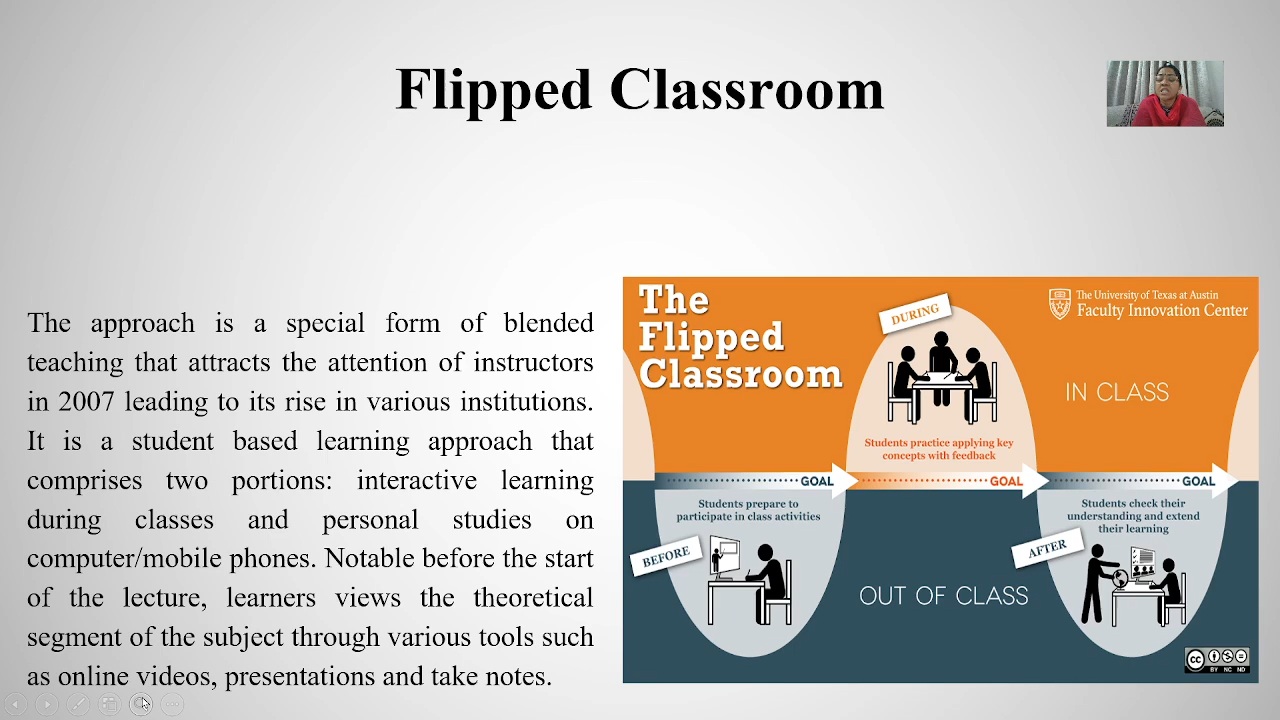 Flipped Classroom
The approach is a special form of blended
teaching that attracts the attention of instructors
in 2007 leading to its rise in various institutions.
It is a student based learning approach that
comprises two portions: interactive learning
during classes and personal studies on
computer/mobile phones. Notable before the start
of the lecture, learners views the theoretical
segment of the subject through various tools such
as online videos, presentations and take notes.
The
Flipped
Classroom
DURING
The University of Texas at Austin
Faculty Innovation Center
IN CLASS
Students practice applying key
concepts with feedback
GOAL
GOAL
GOAL
Students prepare to
participate in class activities
BEFORE
Students check their
understanding and extend
their learning
AFTER
OUT OF CLASS
cc
BY NC ND